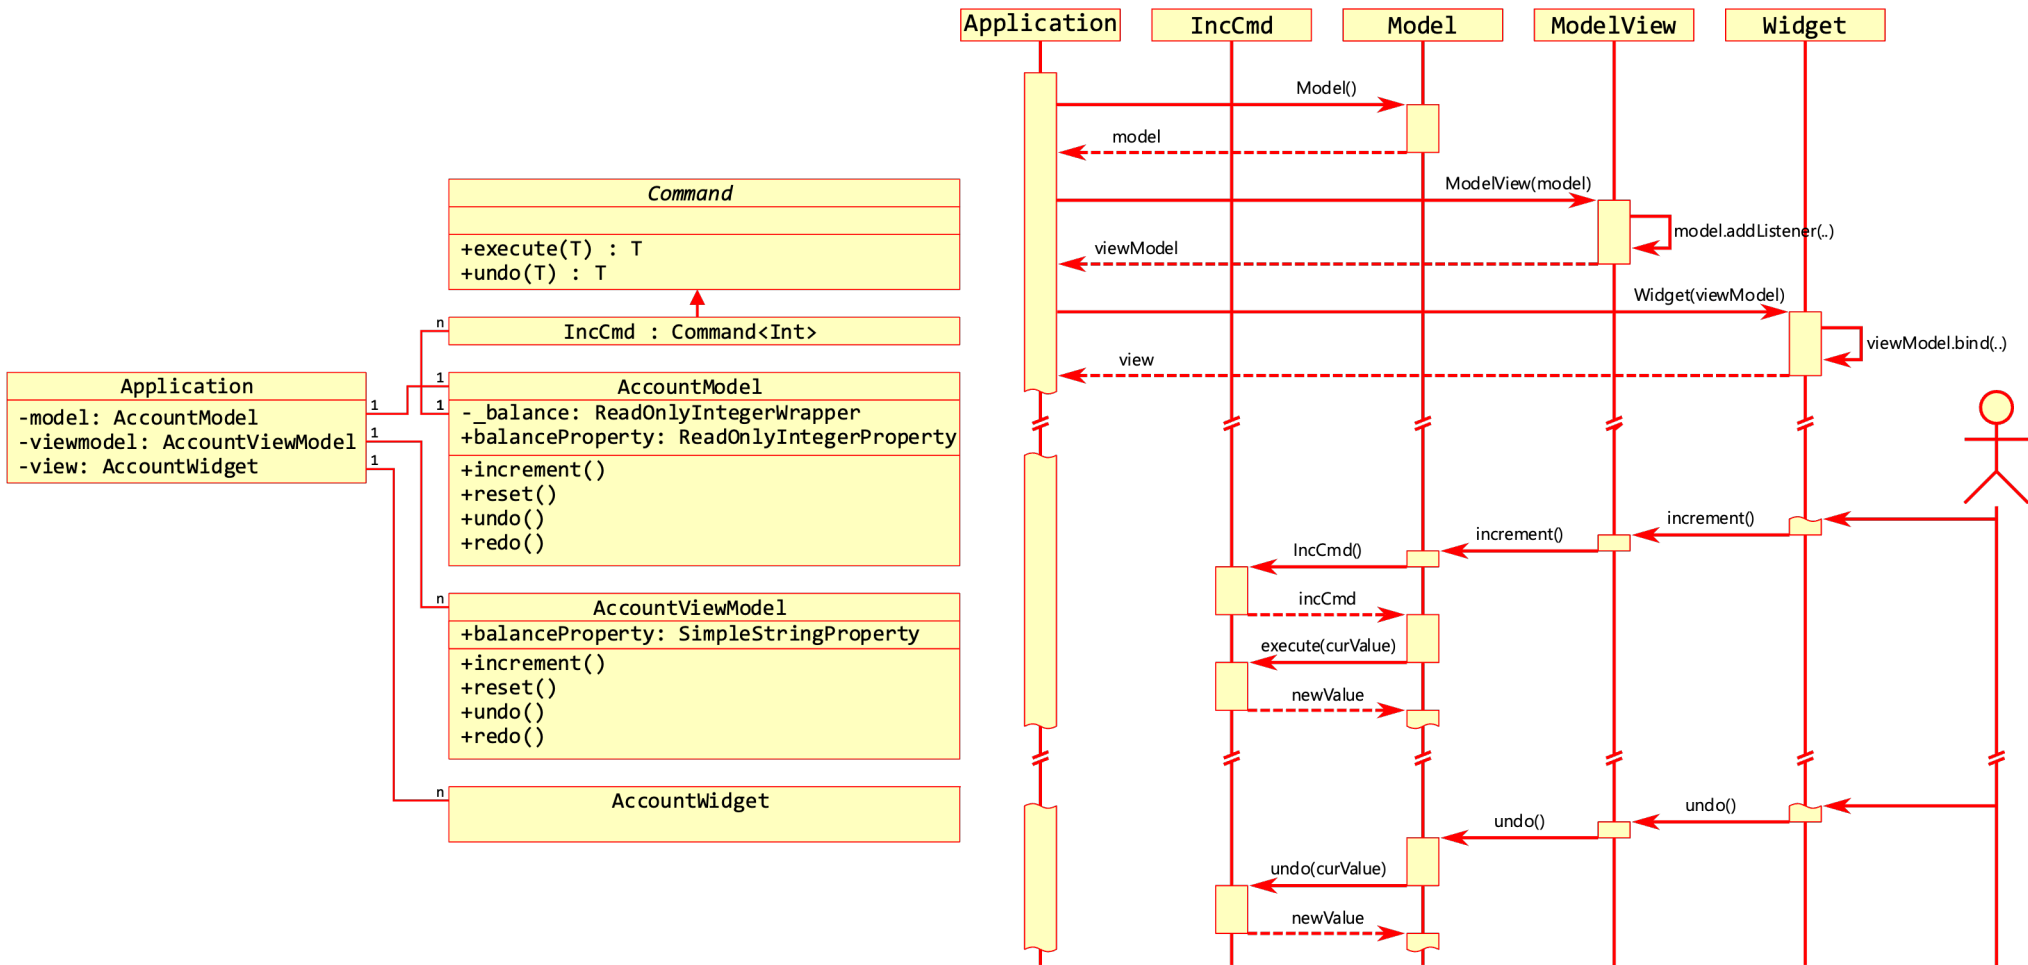 Command
+execute(T) : T
+undo(T) : T
n
IncCmd : Command<Int>
Application
-model: AccountModel
-viewmodel: AccountViewModel
-view: AccountWidget
1
1
1
1
1
AccountModel
-_balance: ReadOnlyIntegerWrapper
+balanceProperty: ReadOnlyIntegerProperty
+increment()
+reset()
+undo()
+redo()
n
AccountViewModel
+balanceProperty: SimpleStringProperty
+increment()
+reset()
+undo()
+redo()
n
AccountWidget
Application
IncCmd
Model
ModelView
Widget
Model()
model
ModelView(model)
model.addListener(..)
viewModel
Widget(viewModel)
viewModel.bind(..)
view
increment()
increment()
IncCmd()
incCmd
execute(curValue)
newValue
undo()
undo()
undo(curValue)
newValue